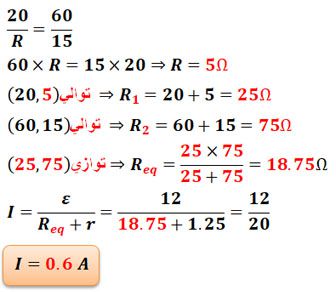 20/R = 60/15
60 × R = 15 × 20 ⇒ R = 5Ω
(20, 5)توالي ⇒ R₁ = 20 + 5 = 25Ω
(60, 15)توالي ⇒ R₂ = 60 + 15 = 75Ω
(25, 75)توازي ⇒ Req = (25 × 75)/(25 + 75) = 18.75Ω
I = ε/(Req + r) = 12/(18.75 + 1.25) = 12/20
I = 0.6 A